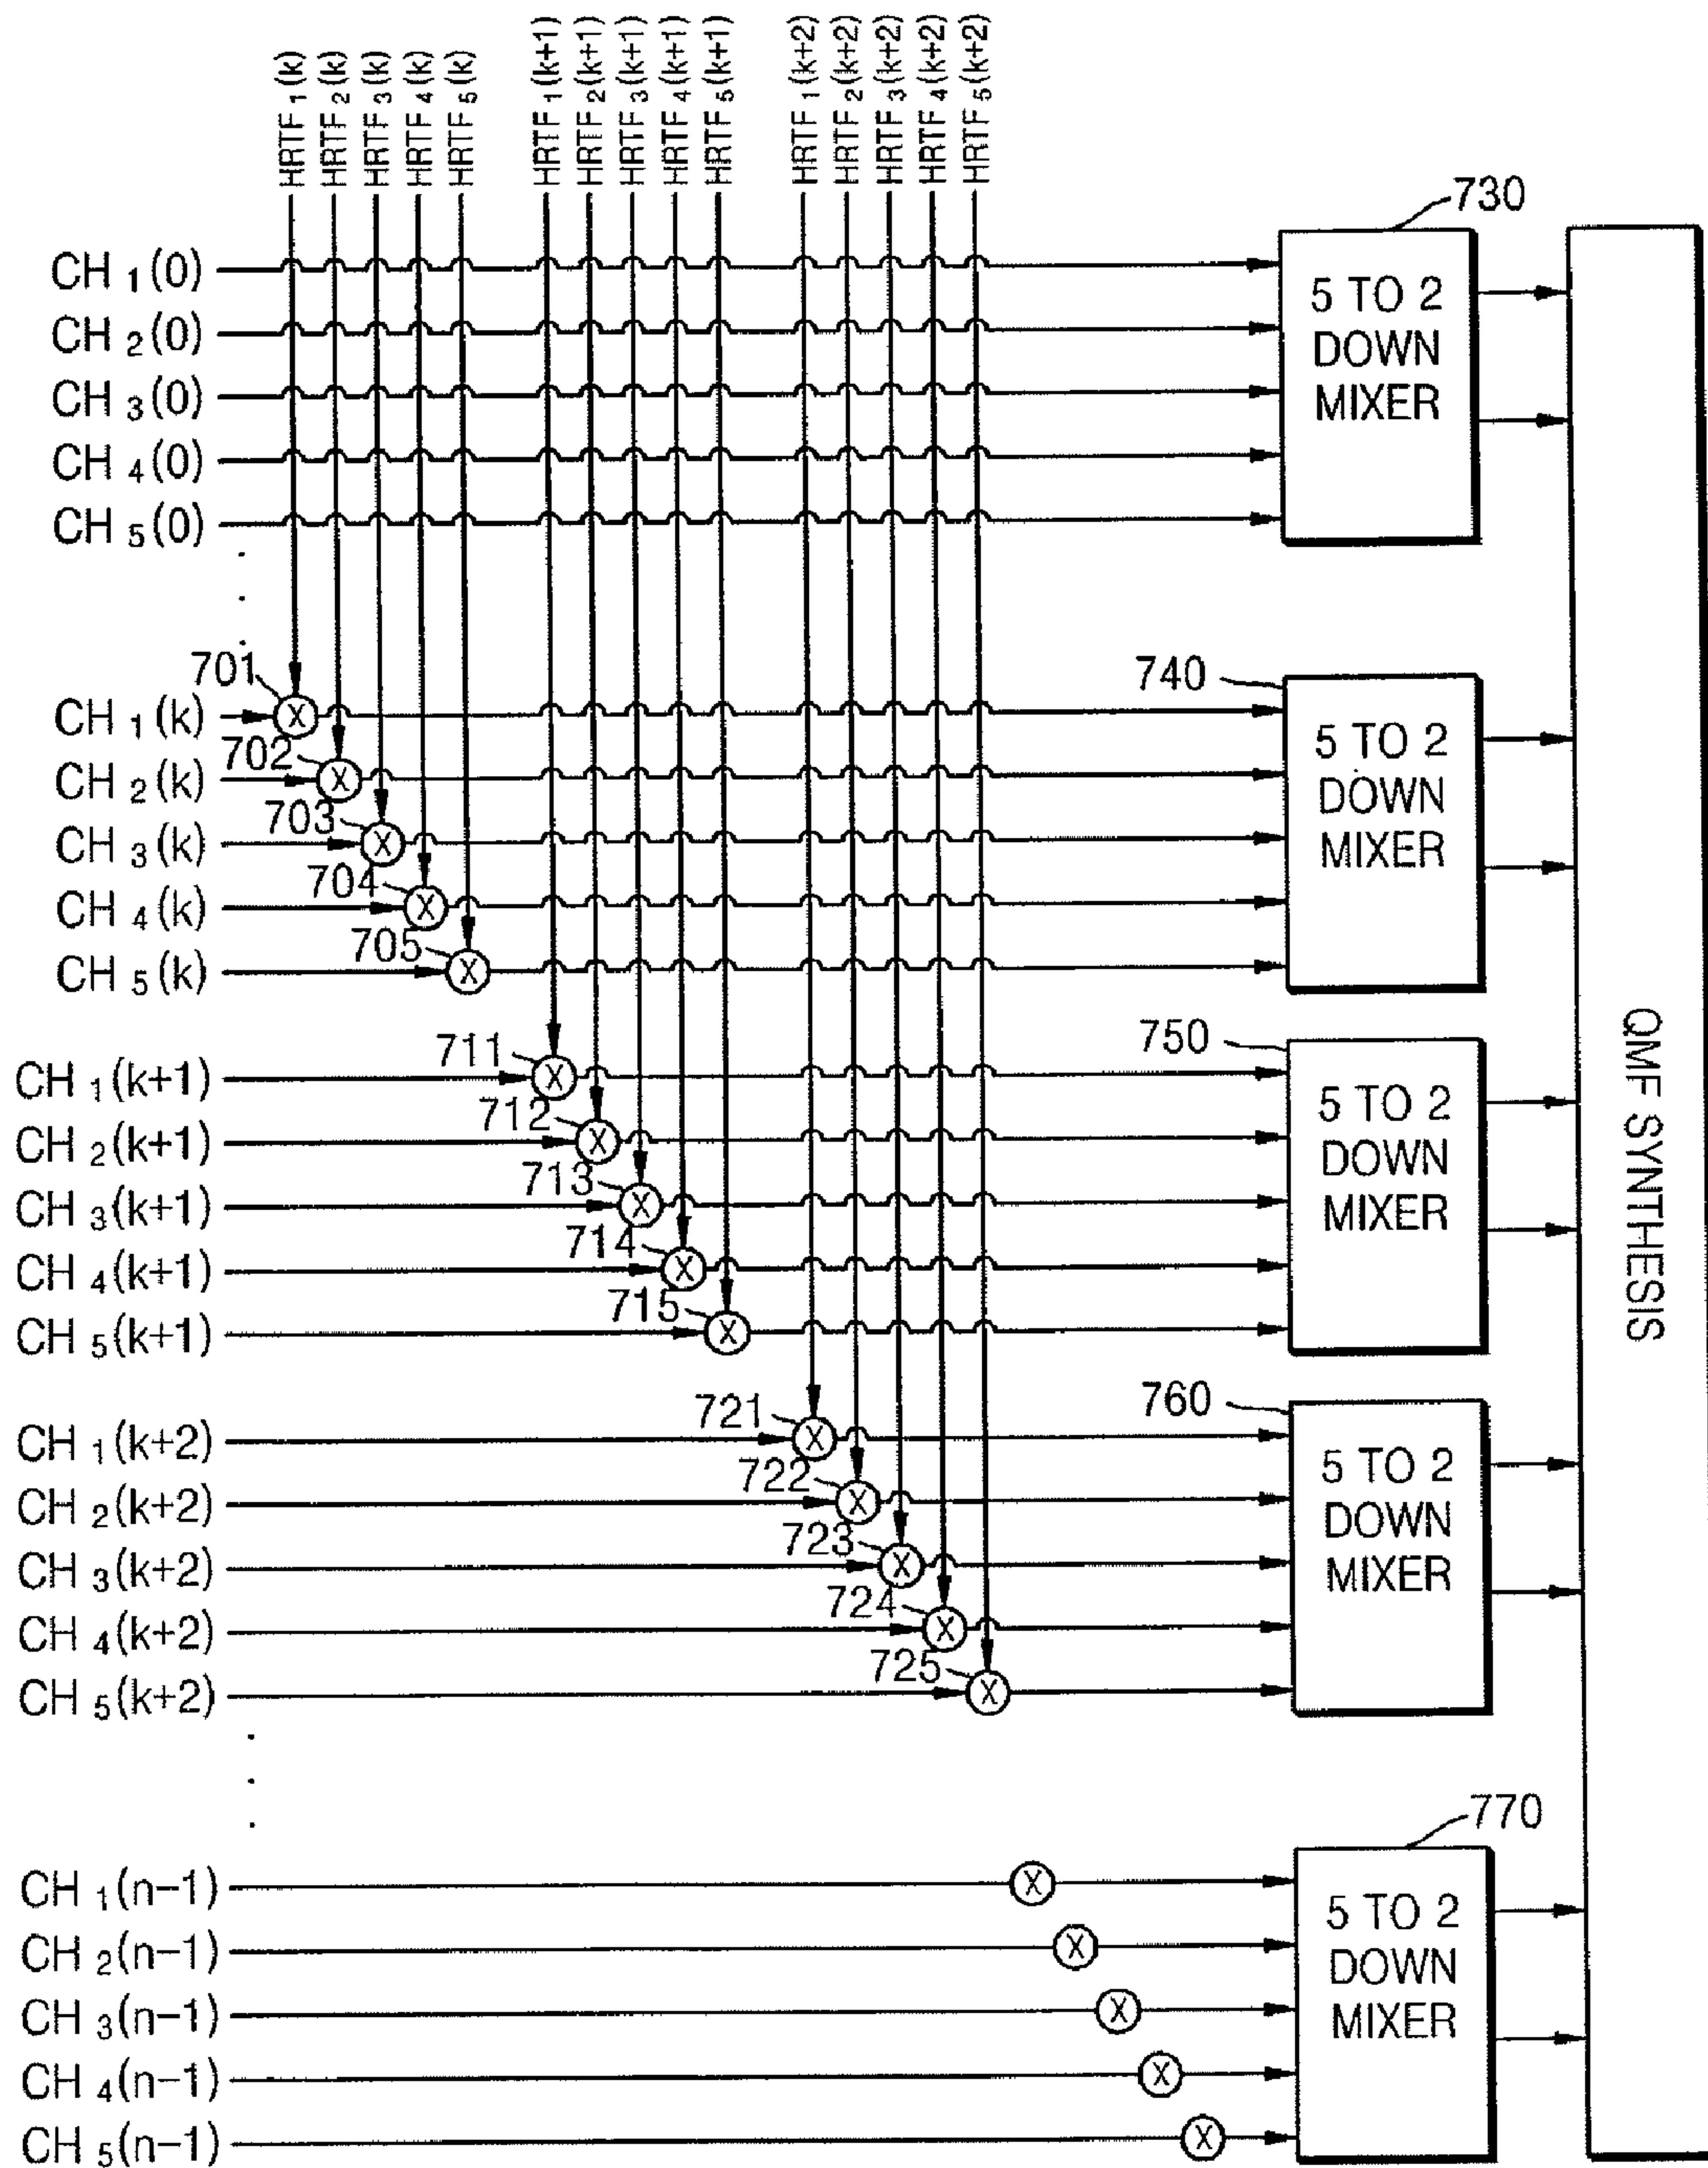 HRTF 1 (k)
HRTF 2 (k)
HRTF 3 (k)
HRTF 4 (k)
HRTF 5 (k)
HRTF 1 (k+1)
HRTF 2 (k+1)
HRTF 3 (k+1)
HRTF 4 (k+1)
HRTF 5 (k+1)
HRTF 1 (k+2)
HRTF 2 (k+2)
HRTF 3 (k+2)
HRTF 4 (k+2)
HRTF 5 (k+2)
CH 1 (0)
CH 2 (0)
CH 3 (0)
CH 4 (0)
CH 5 (0)
730
5 TO 2
DOWN
MIXER
701
CH 1 (k)
X
702
CH 2 (k)
X
703
CH 3 (k)
X
704
CH 4 (k)
X
705
CH 5 (k)
X
740
5 TO 2
DOWN
MIXER
711
CH 1 (k+1)
X
712
CH 2 (k+1)
X
713
CH 3 (k+1)
X
714
CH 4 (k+1)
X
715
CH 5 (k+1)
X
750
5 TO 2
DOWN
MIXER
721
CH 1 (k+2)
X
722
CH 2 (k+2)
X
723
CH 3 (k+2)
X
724
CH 4 (k+2)
X
725
CH 5 (k+2)
X
760
5 TO 2
DOWN
MIXER
CH 1 (n-1)
X
CH 2 (n-1)
X
CH 3 (n-1)
X
CH 4 (n-1)
X
CH 5 (n-1)
X
770
5 TO 2
DOWN
MIXER
QMF SYNTHESIS